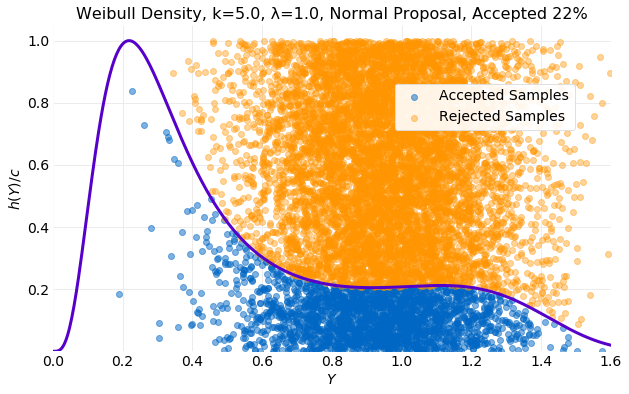 Weibull Density, k=5.0, λ=1.0, Normal Proposal, Accepted 22%
1.0
0.8
0.6
0.4
0.2
h(Y)/c
Accepted Samples
Rejected Samples
0.0 0.2 0.4 0.6 0.8 1.0 1.2 1.4 1.6
Y